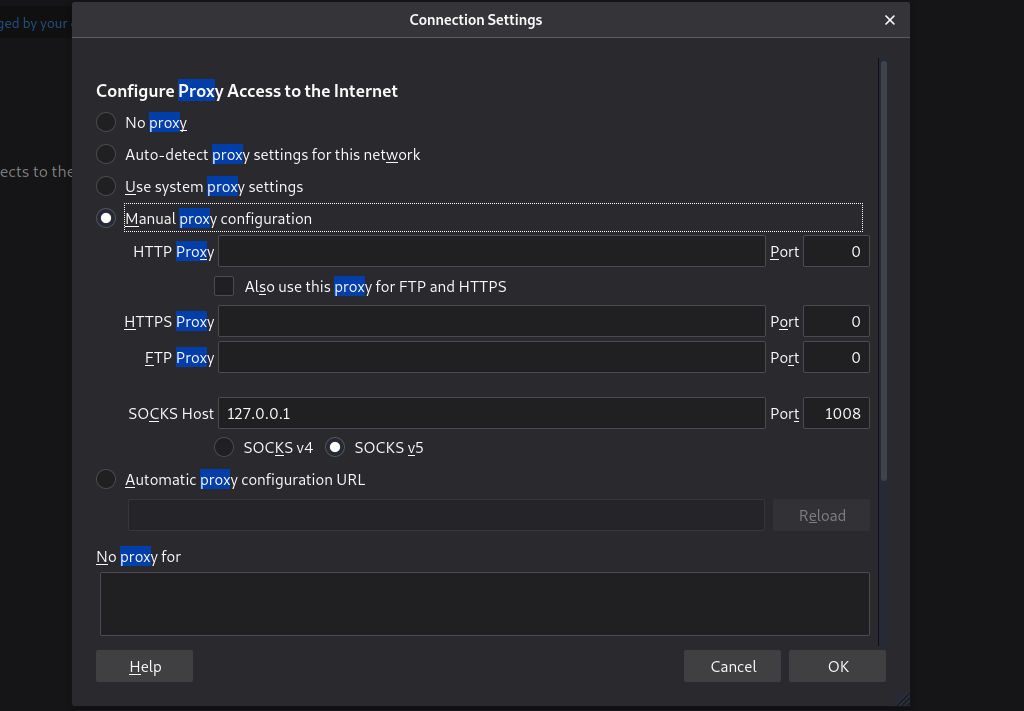 Connection Settings
ged by your
Configure Proxy Access to the Internet
No proxy
Auto-detect proxy settings for this network
ects to the
Use system proxy settings
Manual proxy configuration
HTTP Proxy Port 0
Also use this proxy for FTP and HTTPS
HTTPS Proxy Port 0
FTP Proxy Port 0
SOCKS Host 127.0.0.1 Port 1008
SOCKS v4 SOCKS v5
Automatic proxy configuration URL
Reload
No proxy for
Help Cancel OK